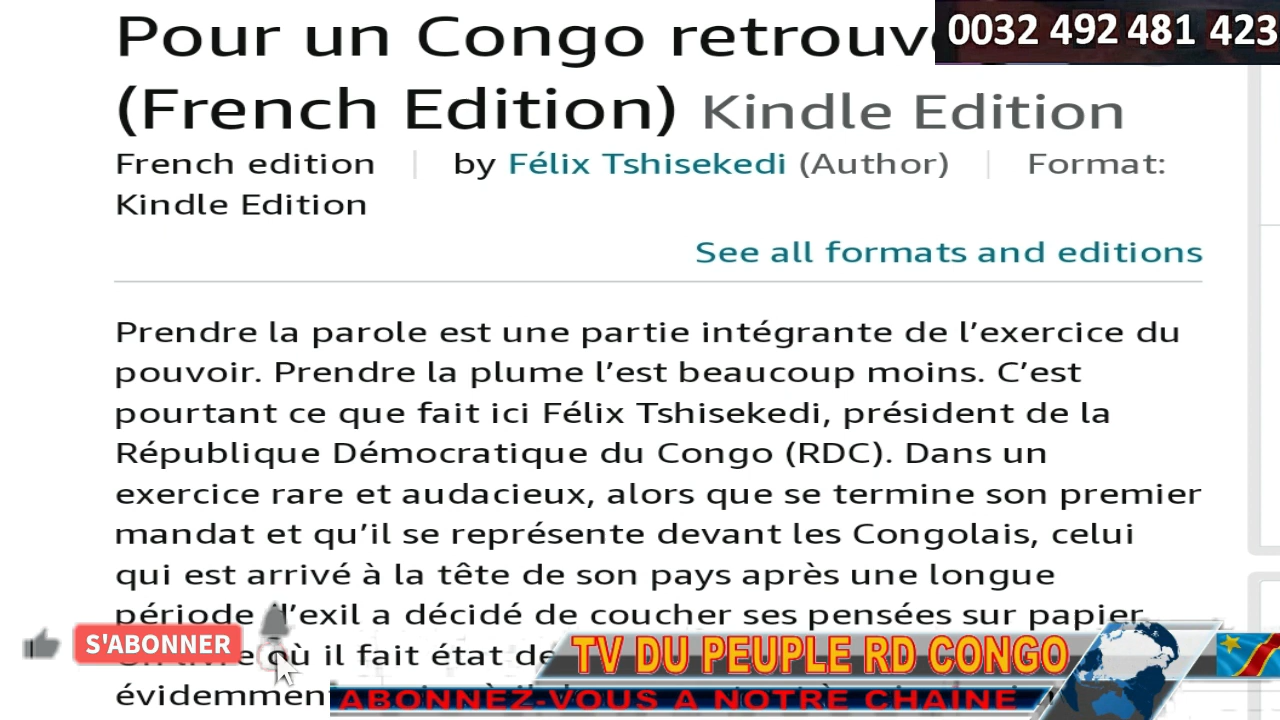 Pour un Congo retrouv
0032 492 481 423
(French Edition) Kindle Edition
French edition | by Félix Tshisekedi (Author) | Format:
Kindle Edition
See all formats and editions
Prendre la parole est une partie intégrante de l’exercice du
pouvoir. Prendre la plume l’est beaucoup moins. C’est
pourtant ce que fait ici Félix Tshisekedi, président de la
République Démocratique du Congo (RDC). Dans un
exercice rare et audacieux, alors que se termine son premier
mandat et qu’il se représente devant les Congolais, celui
qui est arrivé à la tête de son pays après une longue
période d’exil a décidé de coucher ses pensées sur papier.
S'ABONNER
où il fait état de
TV DU PEUPLE RD CONGO
évidemmen
ABONNEZ-VOUS A NOTRE CHAINE